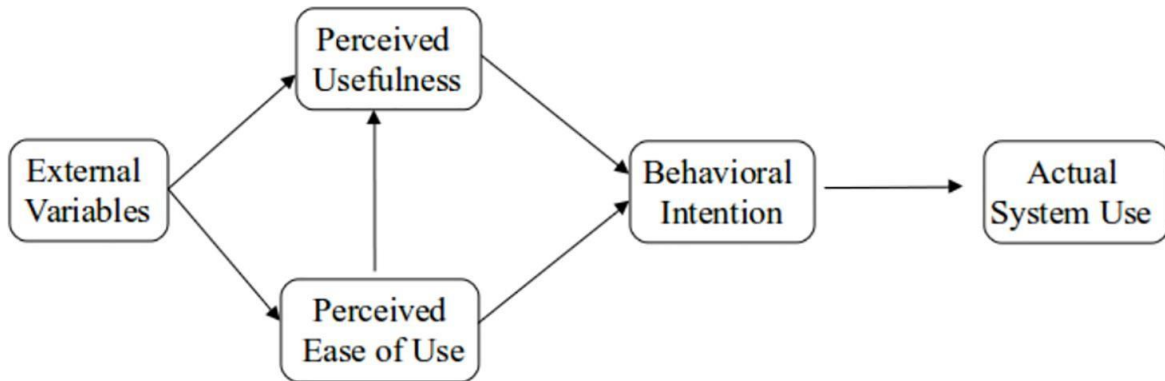 Perceived
Usefulness
External
Variables
Behavioral
Intention
Actual
System Use
Perceived
Ease of Use